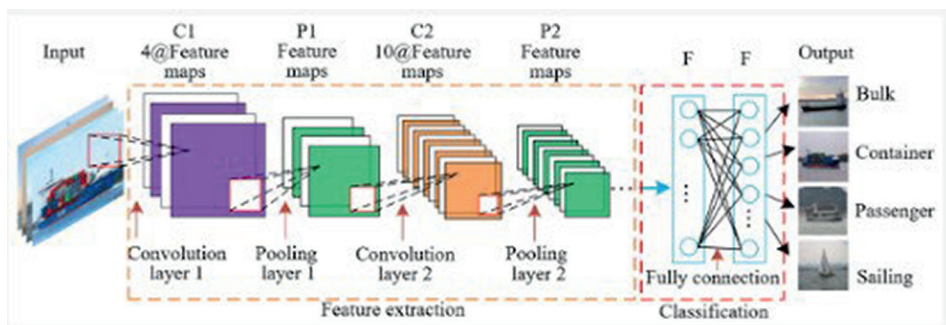 Input
C1
4@Feature
maps
P1
Feature
maps
C2
10@Feature
maps
P2
Feature
maps
F
F
Output
Bulk
Container
Passenger
Sailing
Convolution
layer 1
Pooling
layer 1
Convolution
layer 2
Pooling
layer 2
Fully connection
Feature extraction
Classification